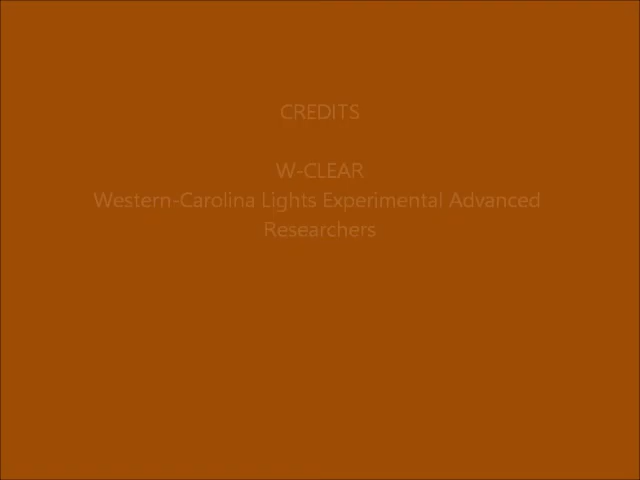 CREDITS
W-CLEAR
Western-Carolina Lights Experimental Advanced
Researchers